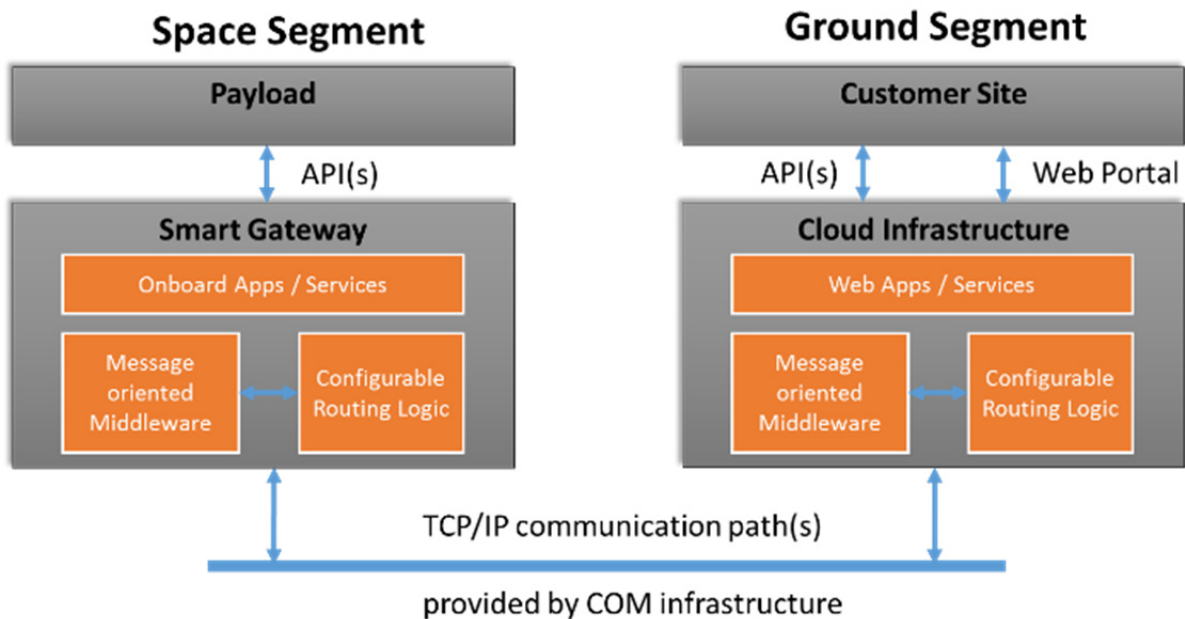 Space Segment
Payload
API(s)
Smart Gateway
Onboard Apps / Services
Message
oriented
Middleware
Configurable
Routing Logic
Ground Segment
Customer Site
API(s)
Web Portal
Cloud Infrastructure
Web Apps / Services
Message
oriented
Middleware
Configurable
Routing Logic
TCP/IP communication path(s)
provided by COM infrastructure